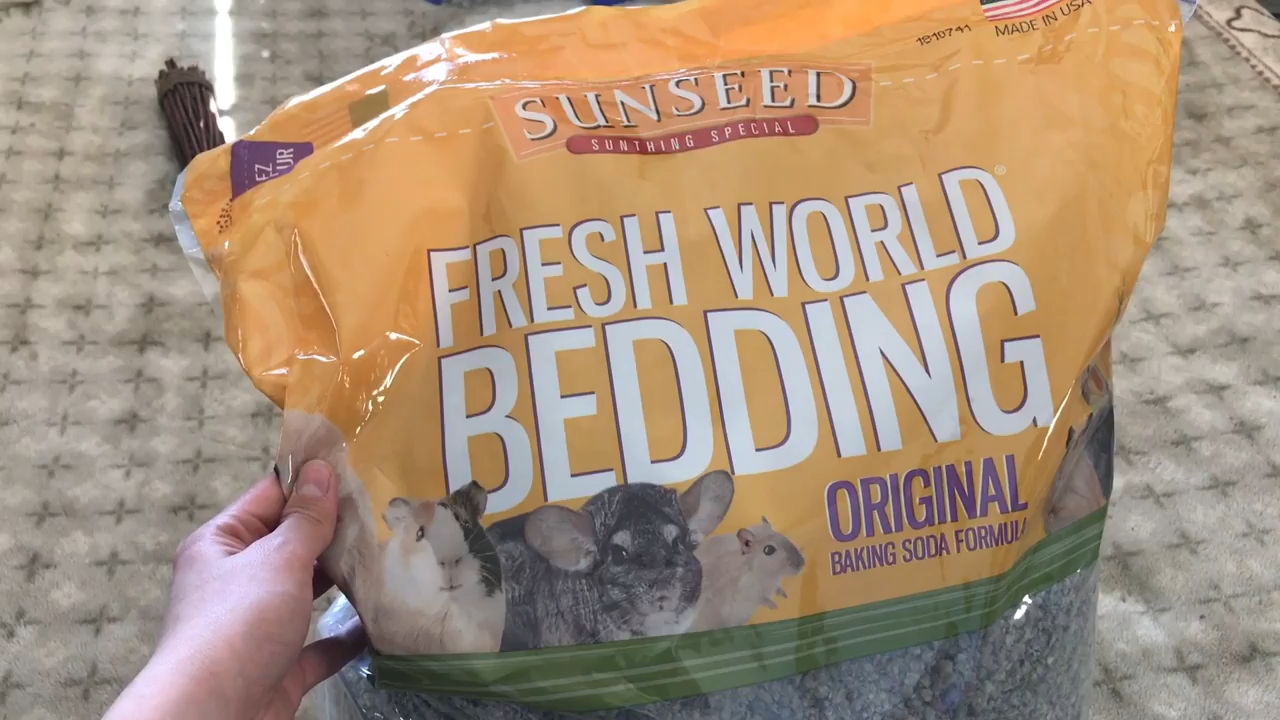 1810741
MADE IN USA
SUNSEED
SUNTHING SPECIAL
FRESH WORLD®
BEDDING
ORIGINAL
BAKING SODA FORMULA